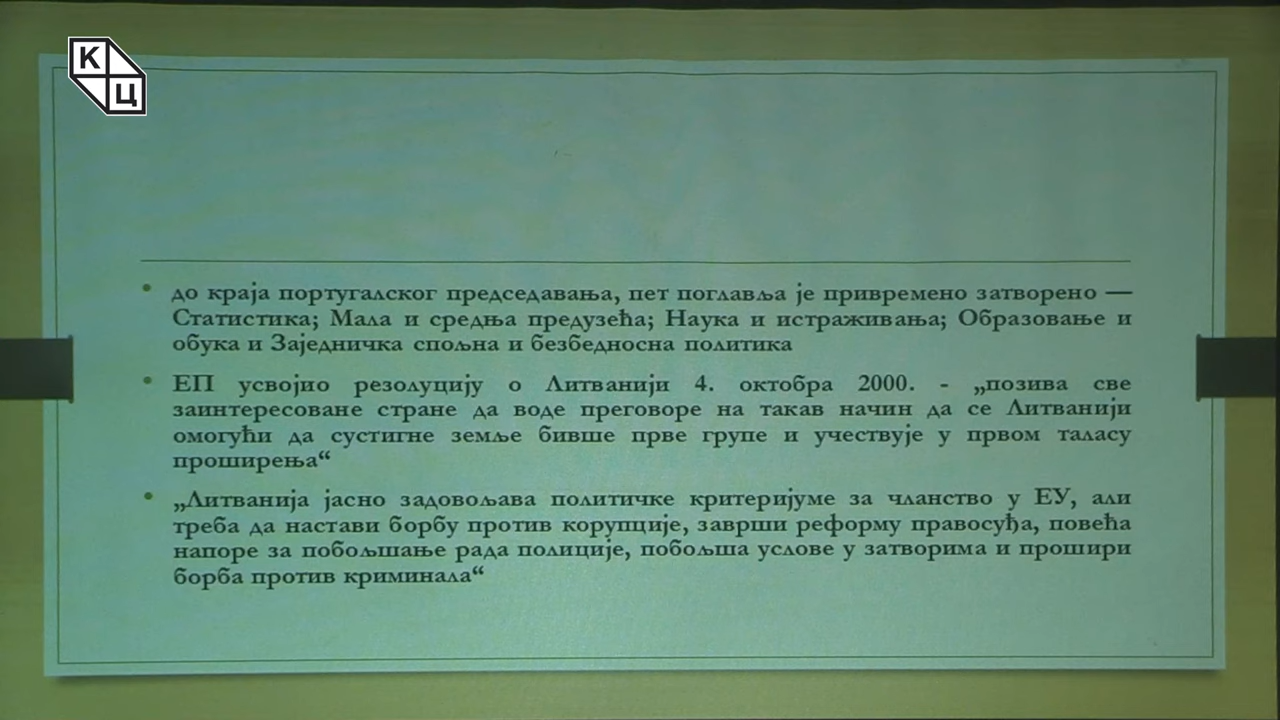 К
Ц
до краја португалског председавања, пет поглавља је привремено затворено —
Статистика; Мала и средња предузећа; Наука и истраживања; Образовање и
обука и Заједничка спољна и безбедносна политика
ЕП усвојио резолуцију о Литванији 4. октобра 2000. - „позива све
заинтересоване стране да воде преговоре на такав начин да се Литванији
омогући да сустигне земље бивше прве групе и учествује у првом таласу
проширења“
„Литванија јасно задовољава политичке критеријуме за чланство у ЕУ, али
треба да настави борбу против корупције, заврши реформу правосуђа, повећа
напоре за побољшање рада полиције, побољша услове у затворима и прошири
борба против криминала“